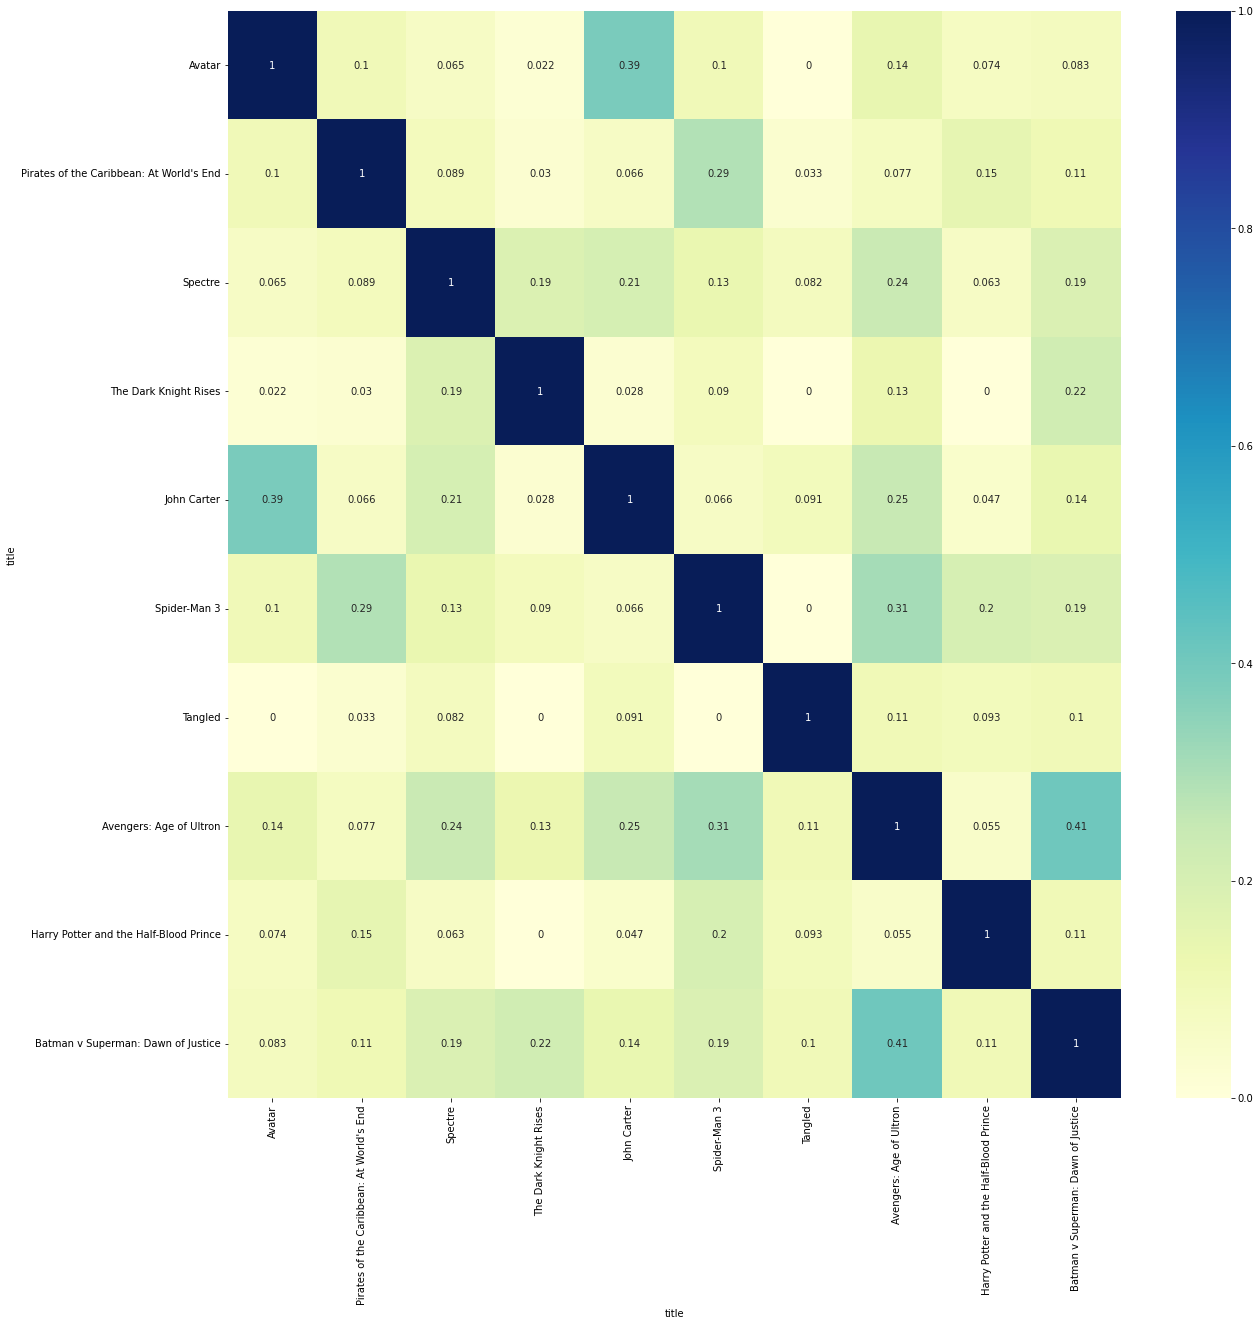 Avatar 1 0.1 0.065 0.022 0.39 0.1 0 0.14 0.074 0.083
Pirates of the Caribbean: At World's End 0.1 1 0.089 0.03 0.066 0.29 0.033 0.077 0.15 0.11
Spectre 0.065 0.089 1 0.19 0.21 0.13 0.082 0.24 0.063 0.19
The Dark Knight Rises 0.022 0.03 0.19 1 0.028 0.09 0 0.13 0 0.22
John Carter 0.39 0.066 0.21 0.028 1 0.066 0.091 0.25 0.047 0.14
title
Spider-Man 3 0.1 0.29 0.13 0.09 0.066 1 0 0.31 0.2 0.19
Tangled 0 0.033 0.082 0 0.091 0 1 0.11 0.093 0.1
Avengers: Age of Ultron 0.14 0.077 0.24 0.13 0.25 0.31 0.11 1 0.055 0.41
Harry Potter and the Half-Blood Prince 0.074 0.15 0.063 0 0.047 0.2 0.093 0.055 1 0.11
Batman v Superman: Dawn of Justice 0.083 0.11 0.19 0.22 0.14 0.19 0.1 0.41 0.11 1
Avatar
Pirates of the Caribbean: At World's End
Spectre
The Dark Knight Rises
John Carter
Spider-Man 3
Tangled
Avengers: Age of Ultron
Harry Potter and the Half-Blood Prince
Batman v Superman: Dawn of Justice
title
1.0
0.8
0.6
0.4
0.2
0.0